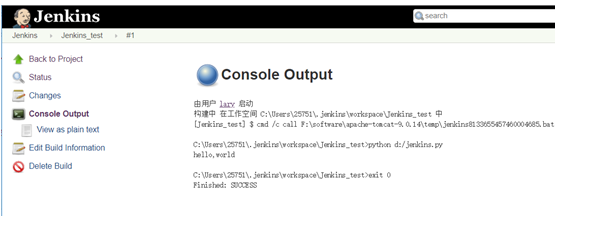 Jenkins
search
Jenkins › Jenkins_test › #1
Back to Project
Status
Changes
Console Output
View as plain text
Edit Build Information
Delete Build
Console Output
由用户 lary 启动
构建中 在工作空间 C:\Users\25751\.jenkins\workspace\Jenkins_test 中
[Jenkins_test] $ cmd /c call F:\software\apache-tomcat-9.0.14\temp\jenkins8133655457460004685.bat
C:\Users\25751\.jenkins\workspace\Jenkins_test>python d:/jenkins.py
hello,world
C:\Users\25751\.jenkins\workspace\Jenkins_test>exit 0
Finished: SUCCESS